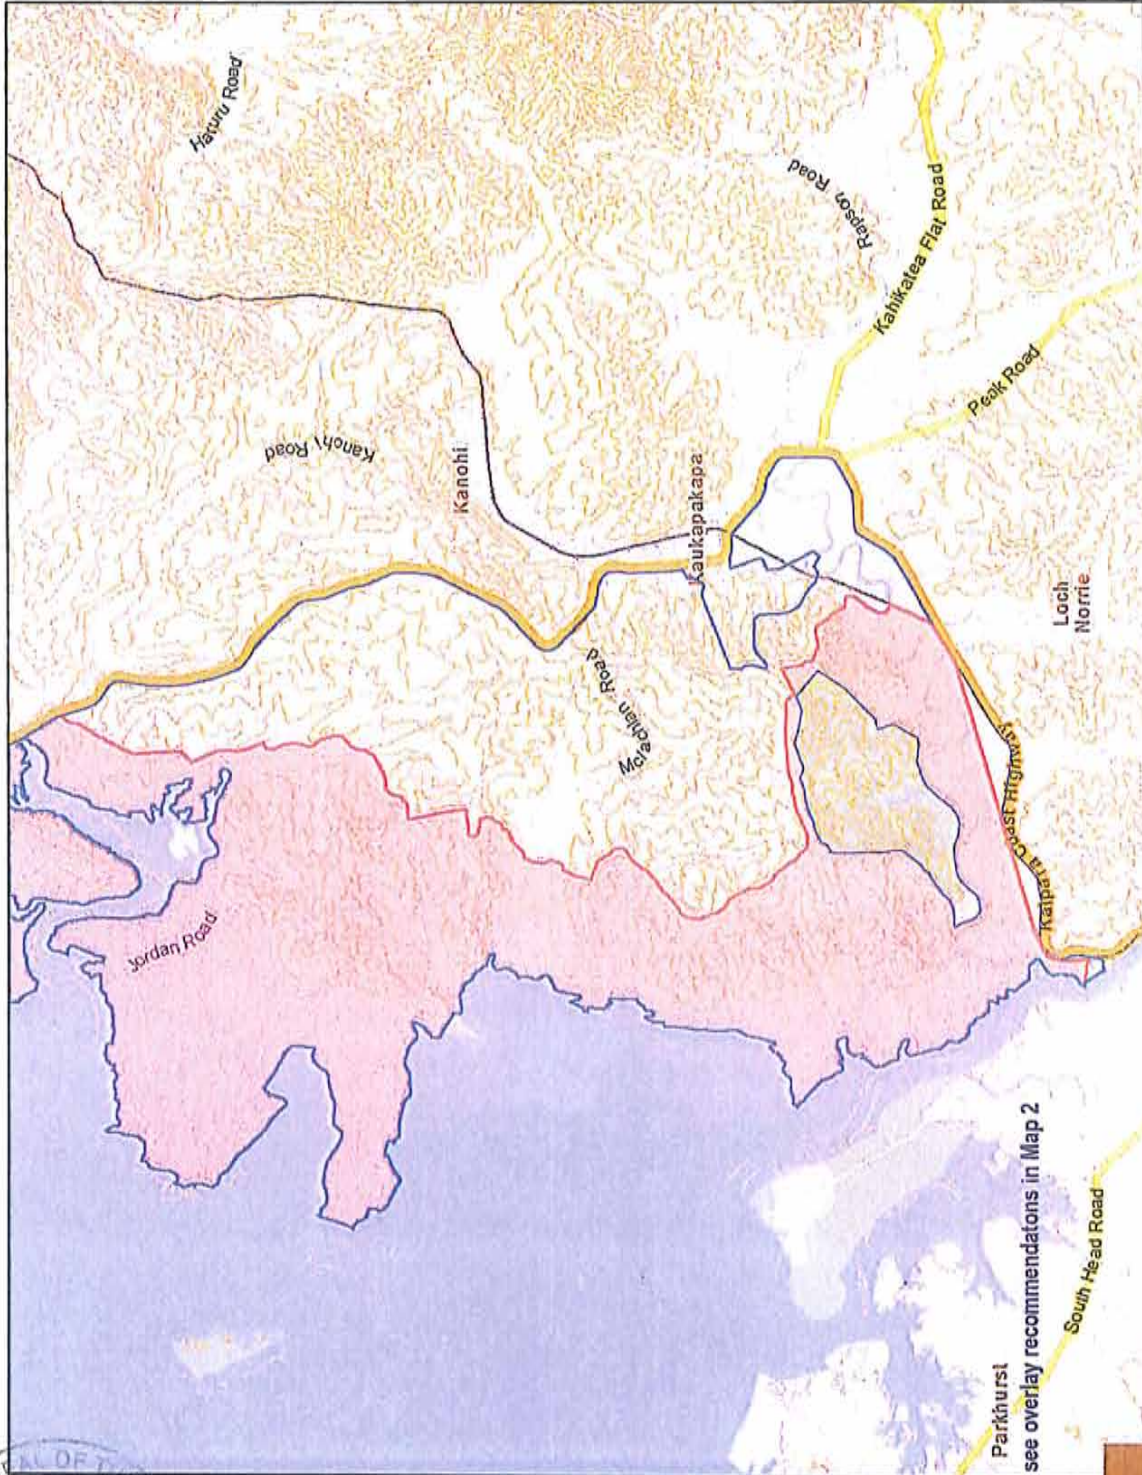 Haruru Road
Rapson Road
Kahikatea Flat Road
Peak Road
Kanohi Road
Kanohi
Kaukapakapa
Loch
Norrie
Mclachlan Road
Kaipara Coast Highway
Jordan Road
South Head Road
Parkhurst
see overlay recommendatons in Map 2